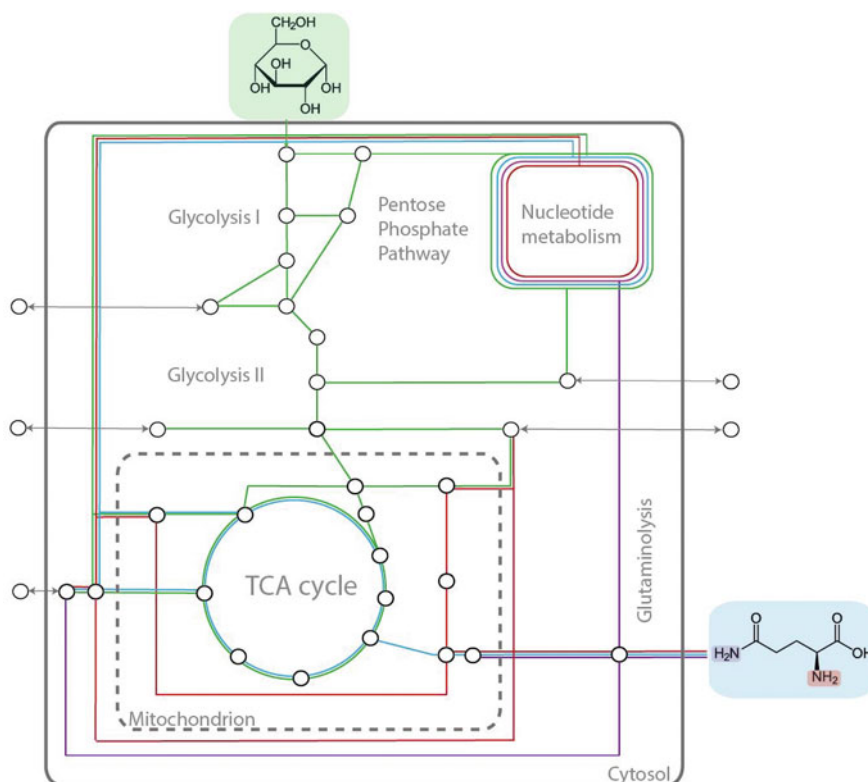 CH₂OH
O
OH
OH
OH
OH
Glycolysis I
Pentose
Phosphate
Pathway
Nucleotide
metabolism
Glycolysis II
Glutaminolysis
TCA cycle
O
O
H₂N
OH
NH₂
Mitochondrion
Cytosol